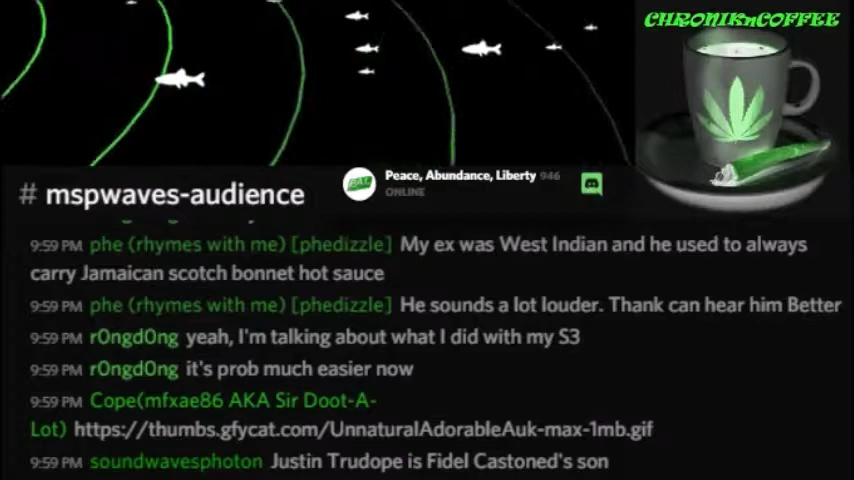 CHRONIKnCOFFEE
# mspwaves-audience
Peace, Abundance, Liberty 946
ONLINE
9:59 PM phe (rhymes with me) [phedizzle] My ex was West Indian and he used to always
carry Jamaican scotch bonnet hot sauce
9:59 PM phe (rhymes with me) [phedizzle] He sounds a lot louder. Thank can hear him Better
9:59 PM r0ngd0ng yeah, I'm talking about what I did with my S3
9:59 PM r0ngd0ng it's prob much easier now
9:59 PM Cope(mfxae86 AKA Sir Doot-A-
Lot) https://thumbs.gfycat.com/UnnaturalAdorableAuk-max-1mb.gif
9:59 PM soundwavesphoton Justin Trudope is Fidel Castoned's son